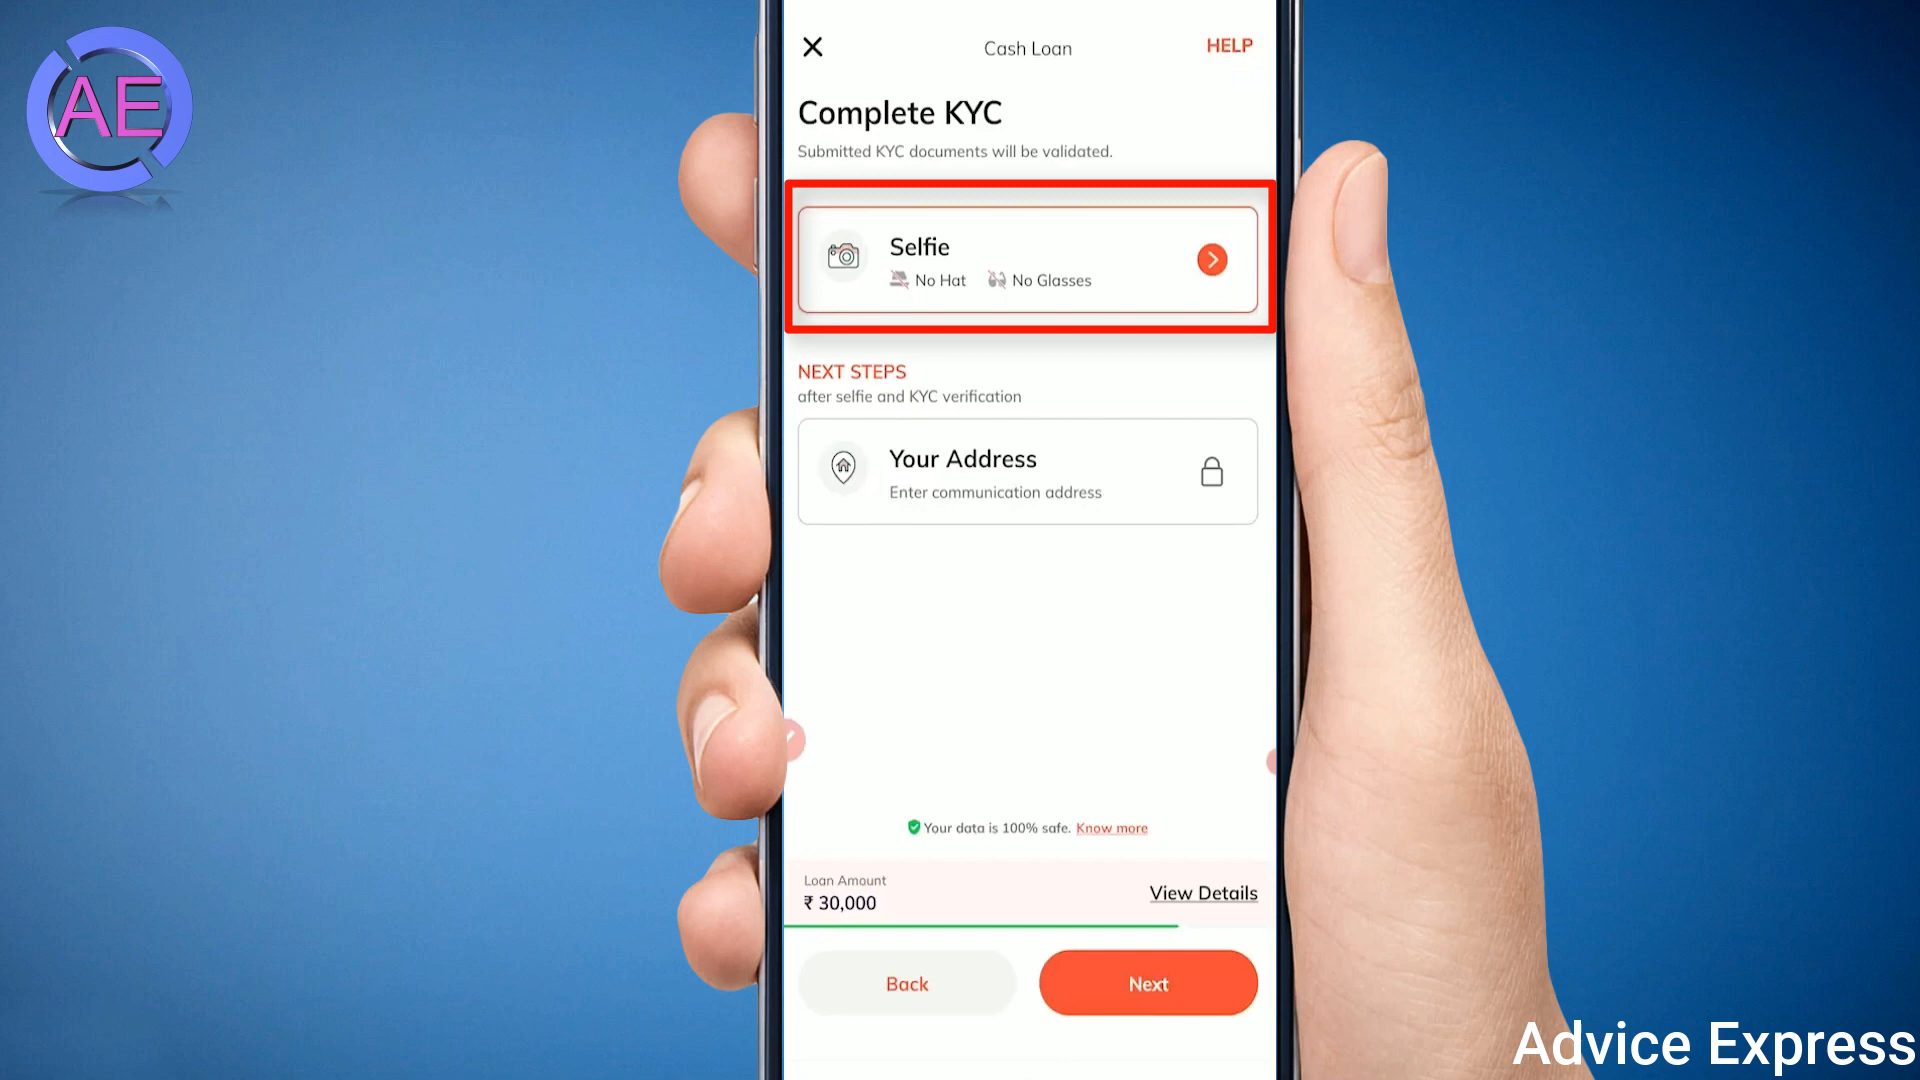 AE
Cash Loan
HELP
Complete KYC
Submitted KYC documents will be validated.
Selfie
No Hat No Glasses
NEXT STEPS
after selfie and KYC verification
Your Address
Enter communication address
Your data is 100% safe. Know more
Loan Amount
₹ 30,000
View Details
Back
Next
Advice Express